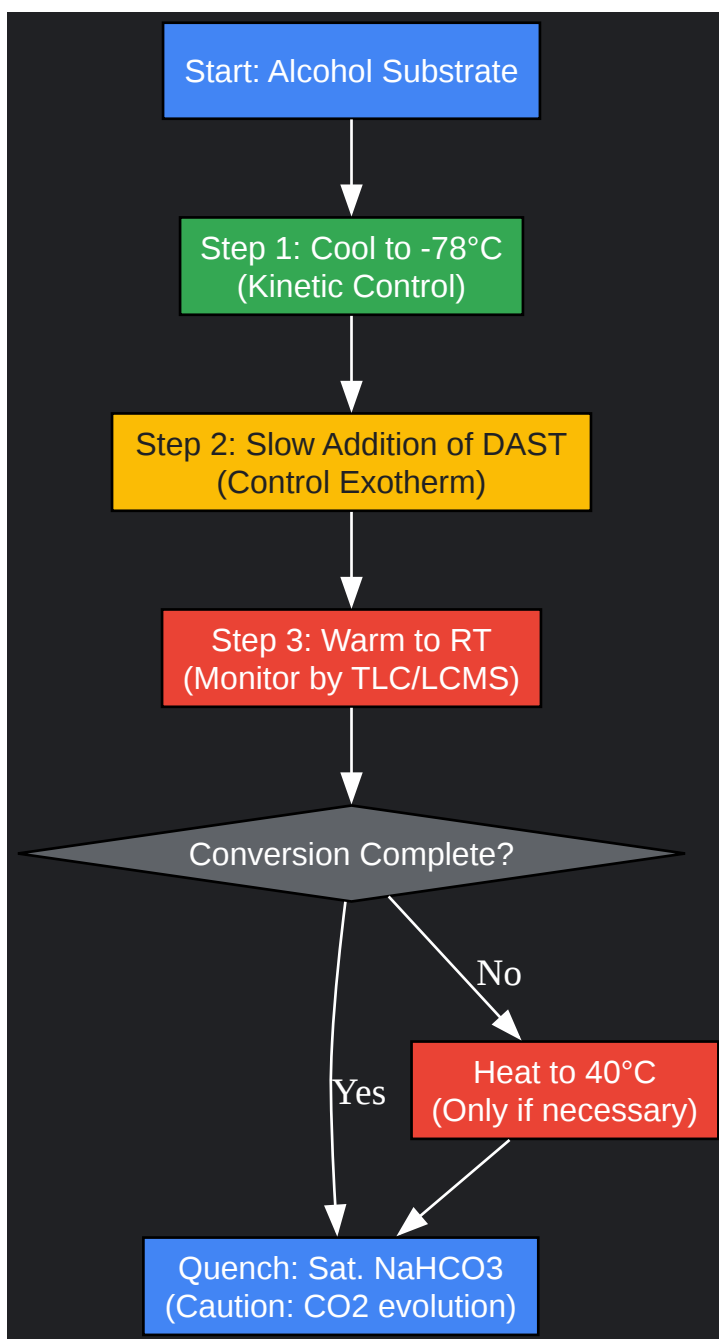 Start: Alcohol Substrate
Step 1: Cool to -78°C
(Kinetic Control)
Step 2: Slow Addition of DAST
(Control Exotherm)
Step 3: Warm to RT
(Monitor by TLC/LCMS)
Conversion Complete?
No
Heat to 40°C
(Only if necessary)
Yes
Quench: Sat. NaHCO3
(Caution: CO2 evolution)